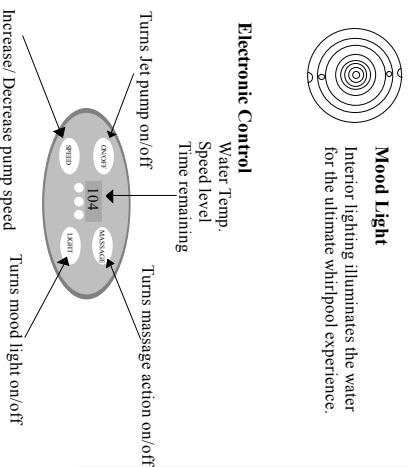 Mood Light
Interior lighting illuminates the water
for the ultimate whirlpool experience.
Electronic Control
Water Temp.
Speed level
Time remaining
Turns Jet pump on/off
Turns massage action on/off
ON/OFF
104
MASSAGE
SPEED
LIGHT
Increase/Decrease pump speed
Turns mood light on/off